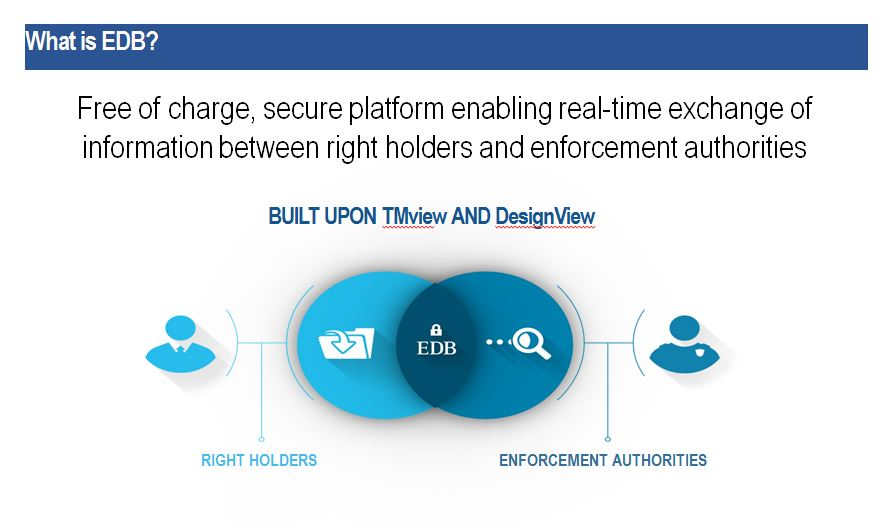 What is EDB?
Free of charge, secure platform enabling real-time exchange of
information between right holders and enforcement authorities
BUILT UPON TMview AND DesignView
EDB
RIGHT HOLDERS
ENFORCEMENT AUTHORITIES